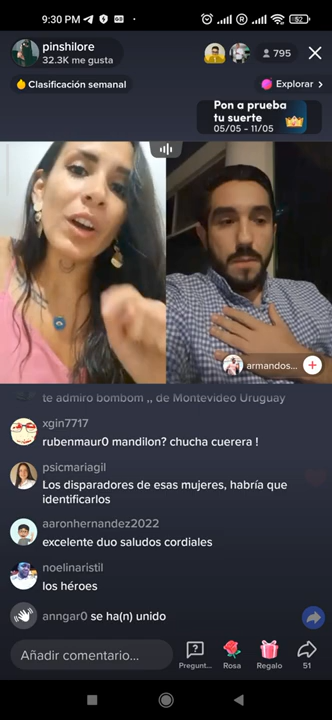 9:30 PM
52
pinshilore
32.3K me gusta
795
Clasificación semanal
Explorar
Pon a prueba
tu suerte
05/05 - 11/05
armandos...
te admiro bombom ,, de Montevideo Uruguay
xgin7717
rubenmaur0 mandilon? chucha cuerera !
psicmariagil
Los disparadores de esas mujeres, habría que
identificarlos
aaronhernandez2022
excelente duo saludos cordiales
noelinaristil
los héroes
anngar0 se ha(n) unido
Añadir comentario...
Pregunt...
Rosa
Regalo
51